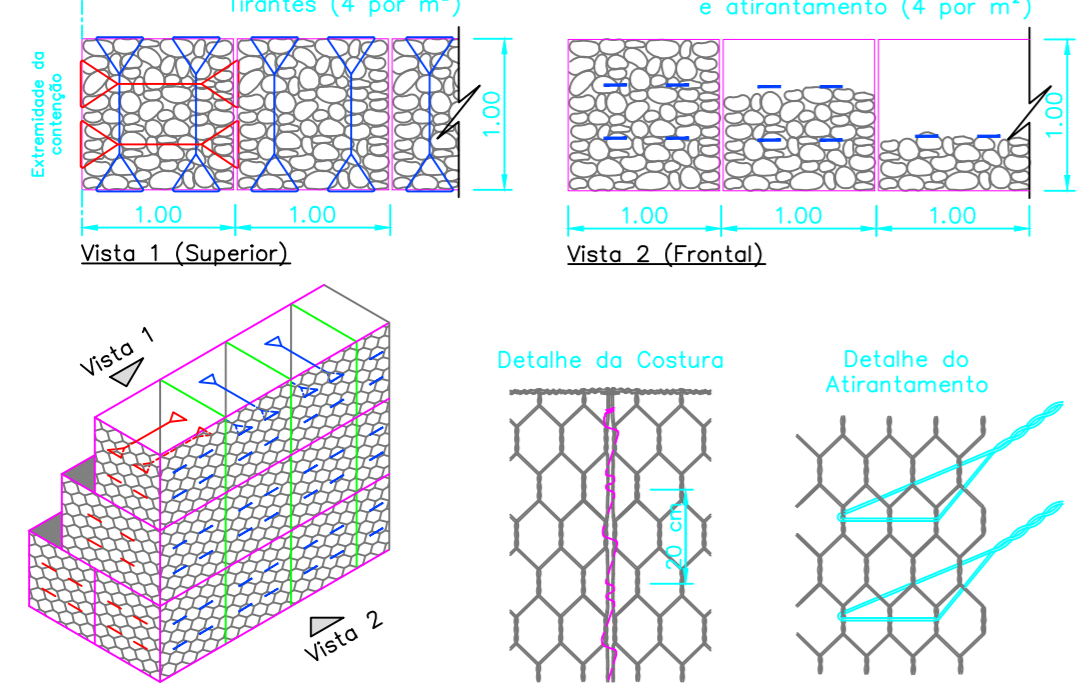 Tirantes (4 por m²)
e atirantamento (4 por m²)
Extremidade da
contenção
1.00
1.00
1.00
1.00
1.00
1.00
1.00
Vista 1 (Superior)
Vista 2 (Frontal)
Vista 1
Detalhe da Costura
Detalhe do
Atirantamento
20 cm
Vista 2